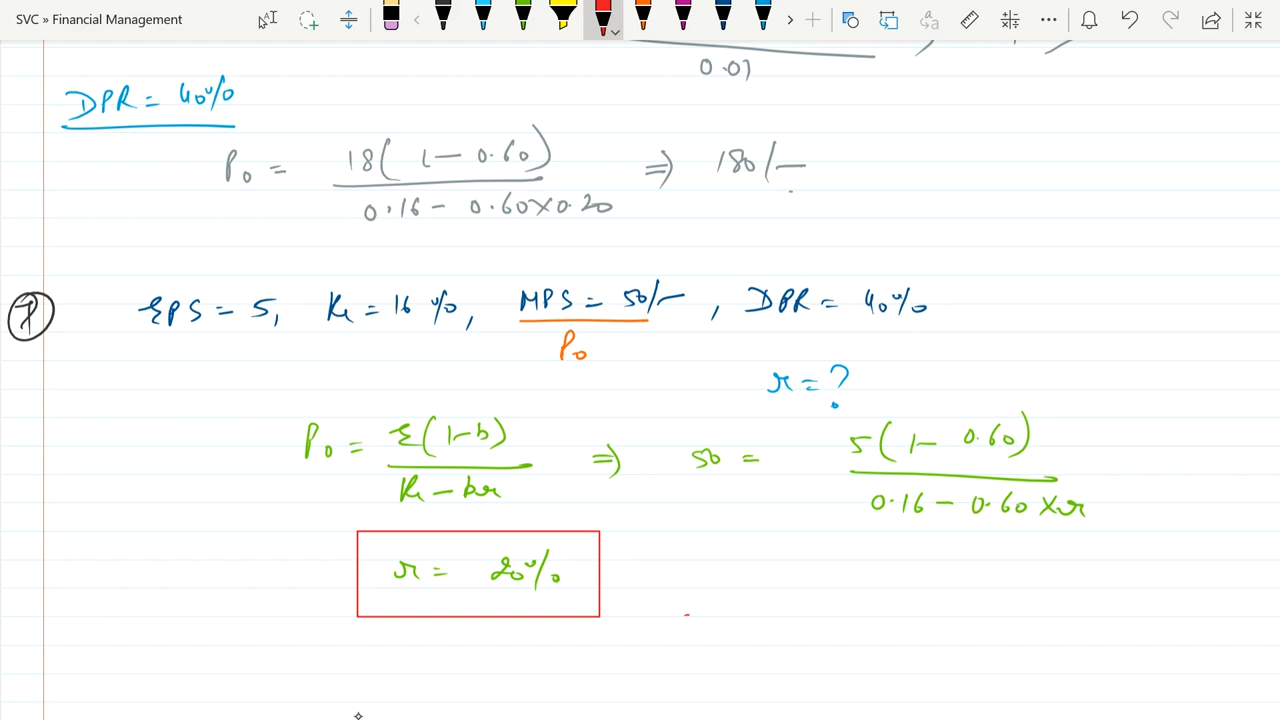 SVC » Financial Management
0.01
DPR = 40%
P₀ = 18(1 – 0.60) / 0.16 – 0.60×0.20 ⇒ 180/–
EPS = 5, Ke = 16%, MPS = 50/–, DPR = 40%
P₀
r = ?
P₀ = E(1–b) / Ke – br ⇒ 50 = 5(1 – 0.60) / 0.16 – 0.60×r
r = 20%